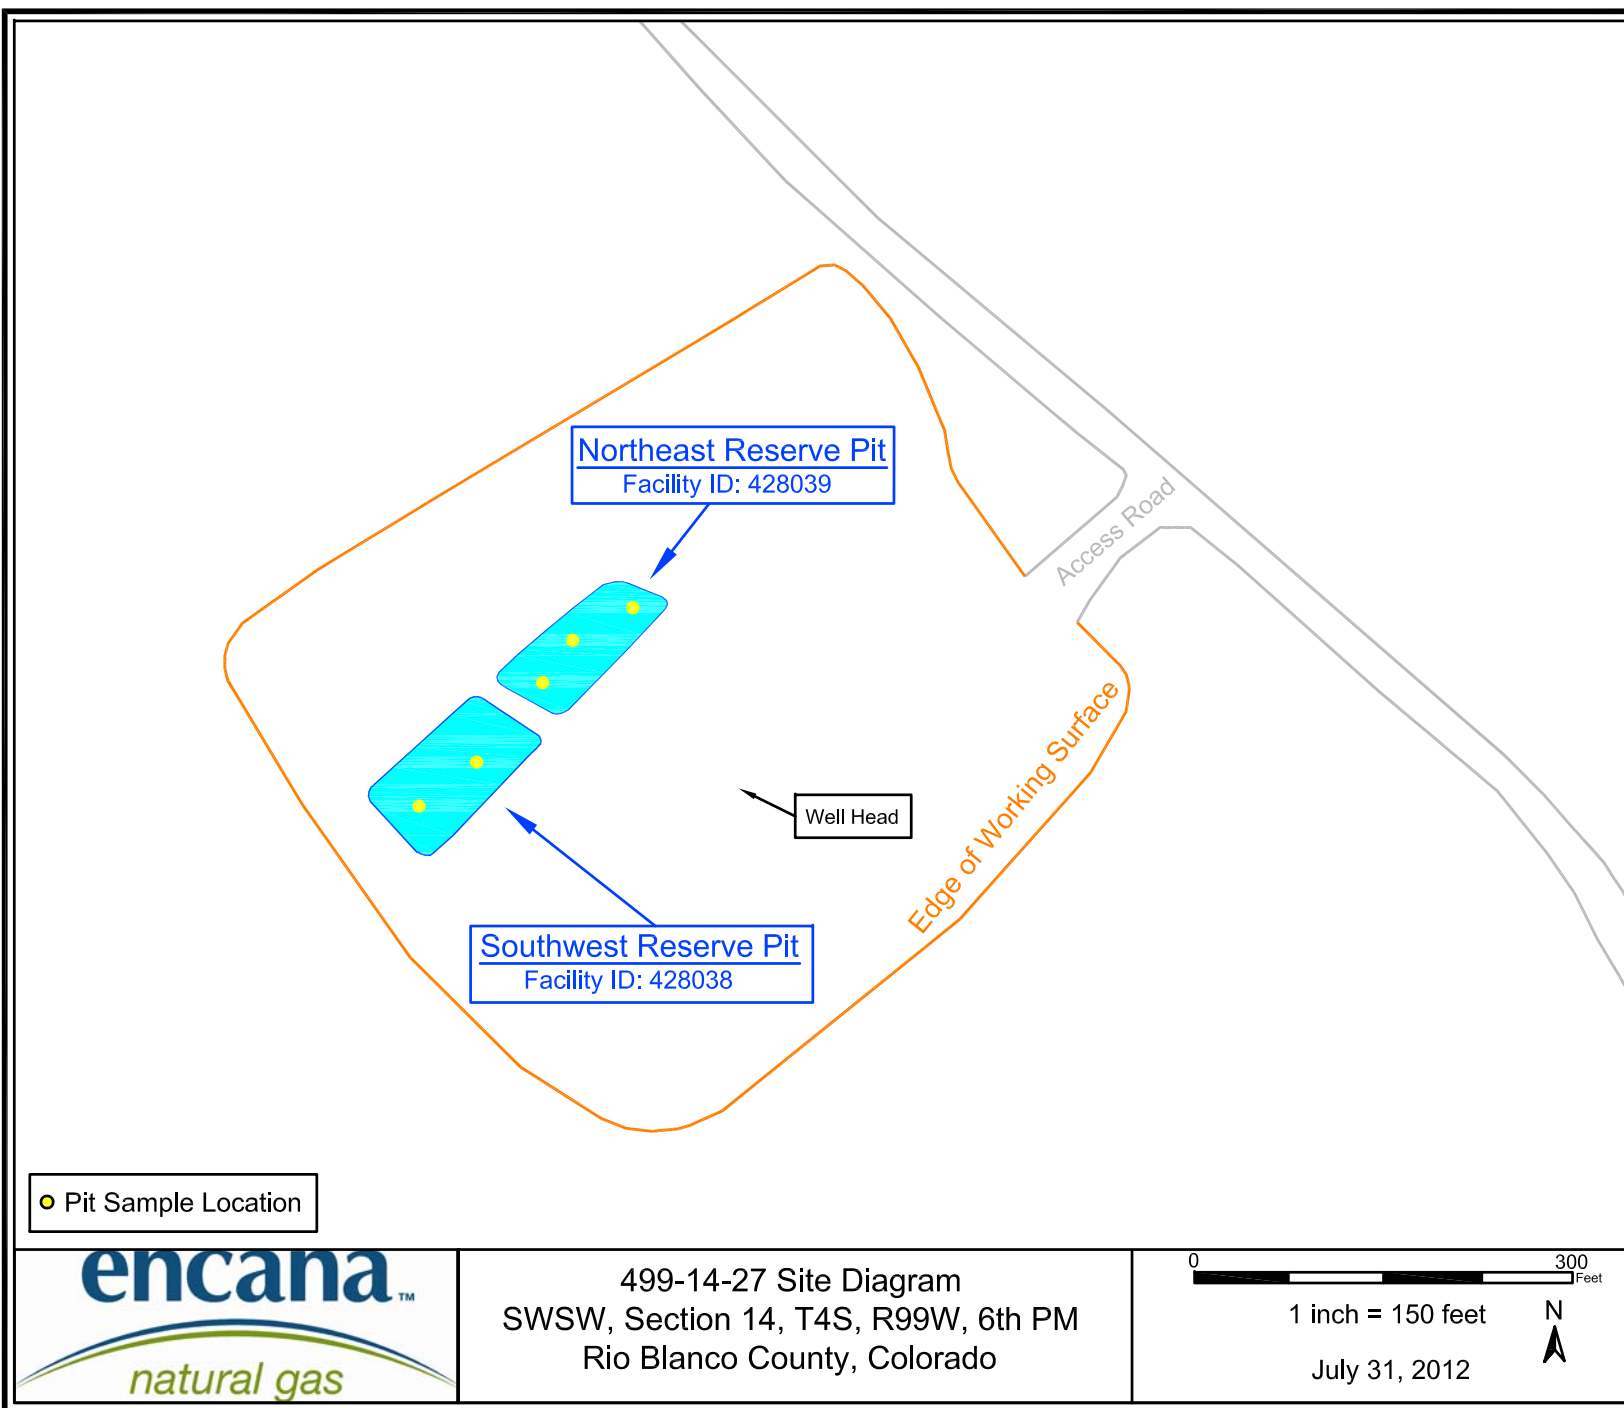 Northeast Reserve Pit
Facility ID: 428039
Access Road
Edge of Working Surface
Well Head
Southwest Reserve Pit
Facility ID: 428038
Pit Sample Location
encana™
natural gas
499-14-27 Site Diagram
SWSW, Section 14, T4S, R99W, 6th PM
Rio Blanco County, Colorado
0 300
Feet
1 inch = 150 feet
N
July 31, 2012